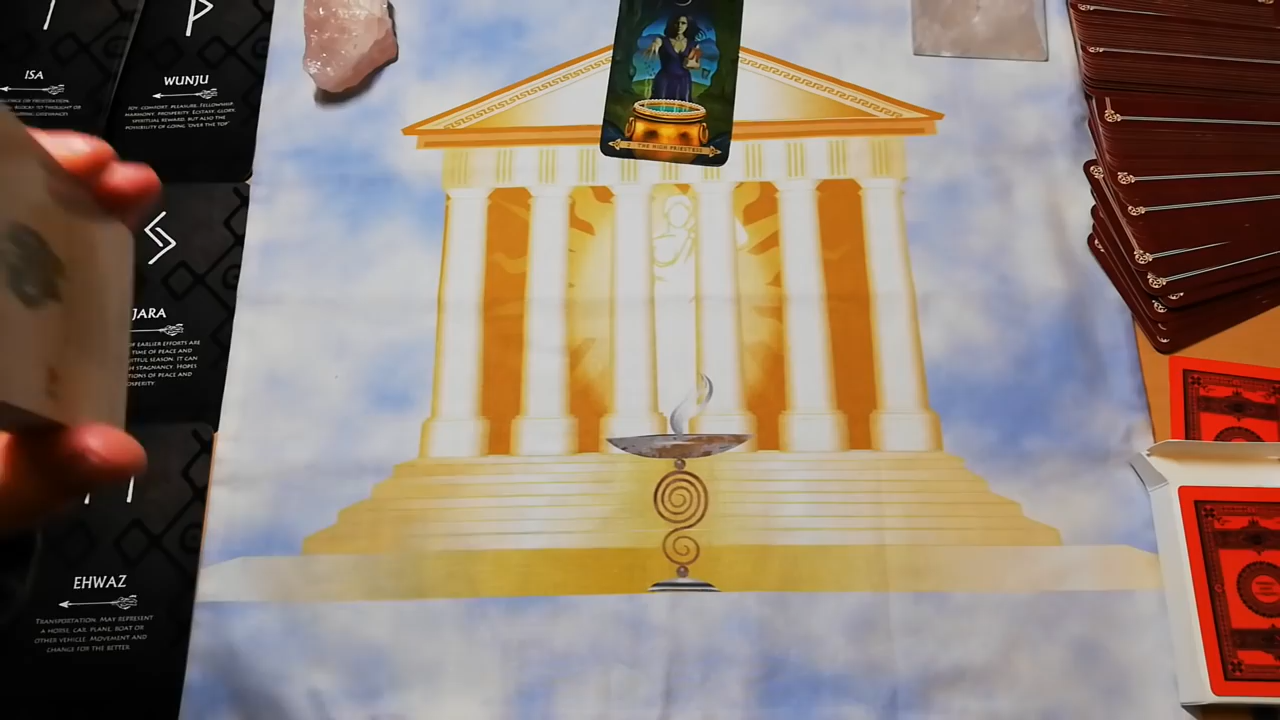 ISA
WUNJU
JOY, COMFORT, PLEASURE, FELLOWSHIP,
HARMONY, PROSPERITY, ECSTASY, GLORY,
SPIRITUAL REWARD, BUT ALSO THE
POSSIBILITY OF GOING "OVER THE TOP"
2 THE HIGH PRIESTESS
JARA
OF EARLIER EFFORTS ARE
TIME OF PEACE AND
SEASON. IT CAN
STAGNANCY. HOPES
OF PEACE AND
EHWAZ
TRANSPORTATION. MAY REPRESENT
A HORSE, CAR, PLANE, BOAT OR
OTHER VEHICLE. MOVEMENT AND
CHANGE FOR THE BETTER